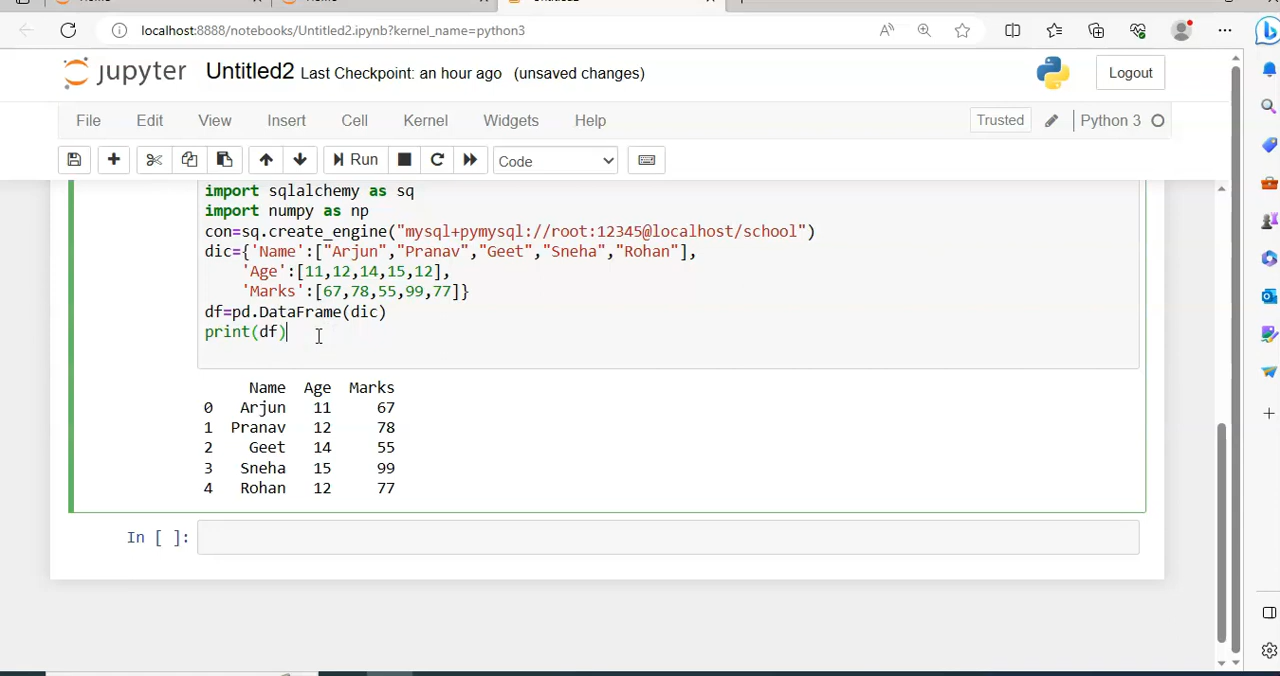 localhost:8888/notebooks/Untitled2.ipynb?kernel_name=python3
jupyter Untitled2 Last Checkpoint: an hour ago (unsaved changes) Logout
File Edit View Insert Cell Kernel Widgets Help Trusted Python 3
Run Code
import sqlalchemy as sq
import numpy as np
con=sq.create_engine("mysql+pymysql://root:12345@localhost/school")
dic={'Name':["Arjun","Pranav","Geet","Sneha","Rohan"],
'Age':[11,12,14,15,12],
'Marks':[67,78,55,99,77]}
df=pd.DataFrame(dic)
print(df)
Name Age Marks
0 Arjun 11 67
1 Pranav 12 78
2 Geet 14 55
3 Sneha 15 99
4 Rohan 12 77
In [ ]: